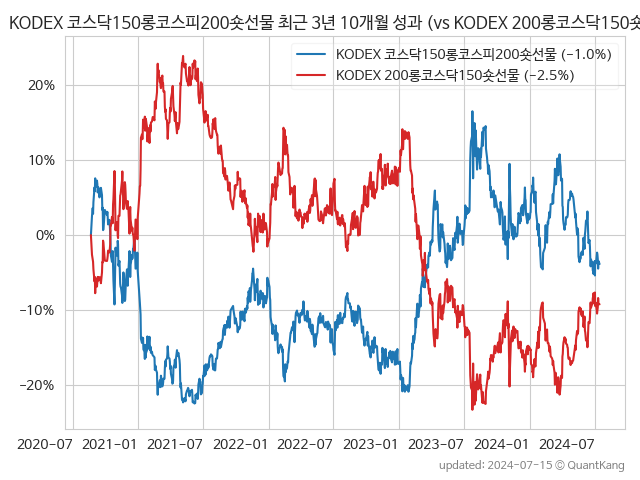 KODEX 코스닥150롱코스피200숏선물 최근 3년 10개월 성과 (vs KODEX 200롱코스닥150숏
KODEX 코스닥150롱코스피200숏선물 (−1.0%)
KODEX 200롱코스닥150숏선물 (−2.5%)
20%
10%
0%
−10%
−20%
2020-07 2021-01 2021-07 2022-01 2022-07 2023-01 2023-07 2024-01 2024-07
updated: 2024-07-15 © QuantKang